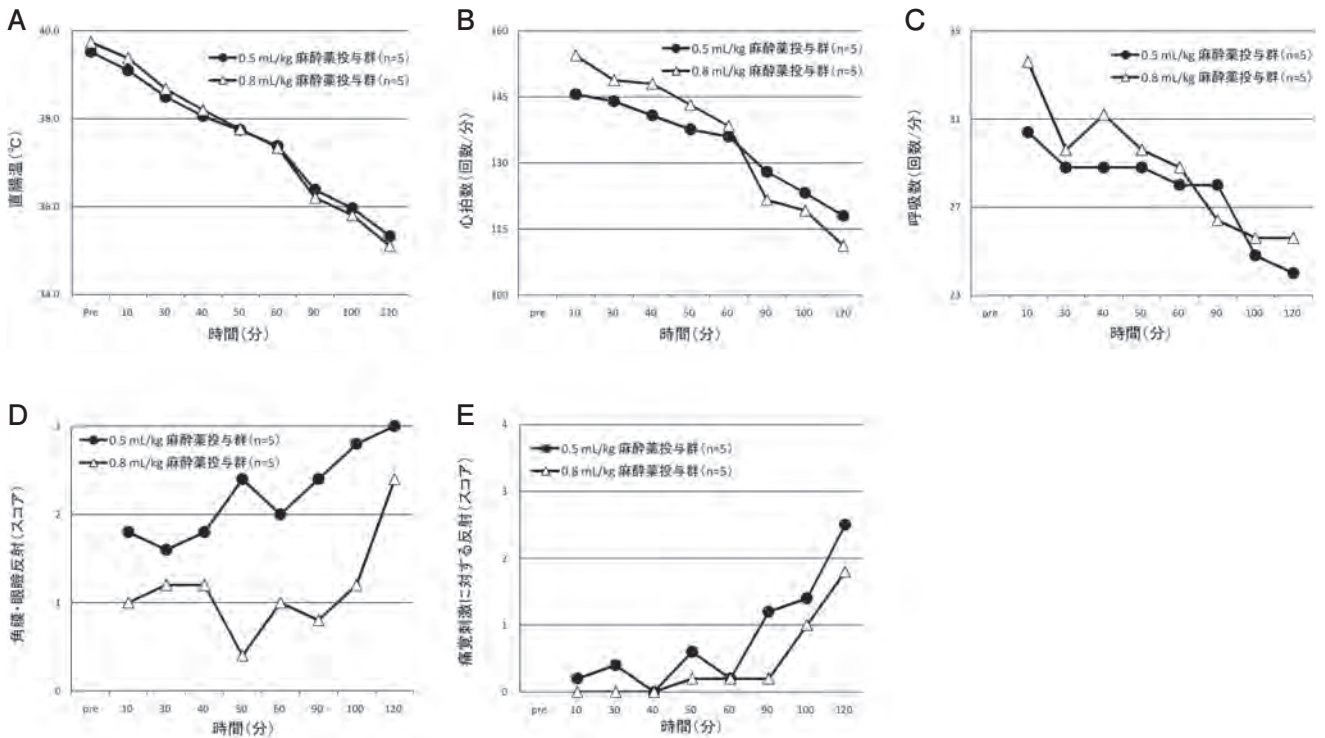 A
40.0
38.0
36.0
34.0
直腸温(℃)
0.5 mL/kg 麻酔薬投与群(n=5)
0.8 mL/kg 麻酔薬投与群(n=5)
Pre 10 30 40 50 60 90 100 120
時間(分)
B
160
145
130
115
100
心拍数(回数/分)
0.5 mL/kg 麻酔薬投与群(n=5)
0.8 mL/kg 麻酔薬投与群(n=5)
pre 10 30 40 50 60 90 100 120
時間(分)
C
35
31
27
23
呼吸数(回数/分)
0.5 mL/kg 麻酔薬投与群(n=5)
0.8 mL/kg 麻酔薬投与群(n=5)
pre 10 30 40 50 60 90 100 120
時間(分)
D
3
2
1
0
角膜・眼瞼反射(スコア)
0.5 mL/kg 麻酔薬投与群(n=5)
0.8 mL/kg 麻酔薬投与群(n=5)
pre 10 30 40 50 60 90 100 120
時間(分)
E
4
3
2
1
0
痛覚刺激に対する反射(スコア)
0.5 mL/kg 麻酔薬投与群(n=5)
0.8 mL/kg 麻酔薬投与群(n=5)
pre 10 30 40 50 60 90 100 120
時間(分)